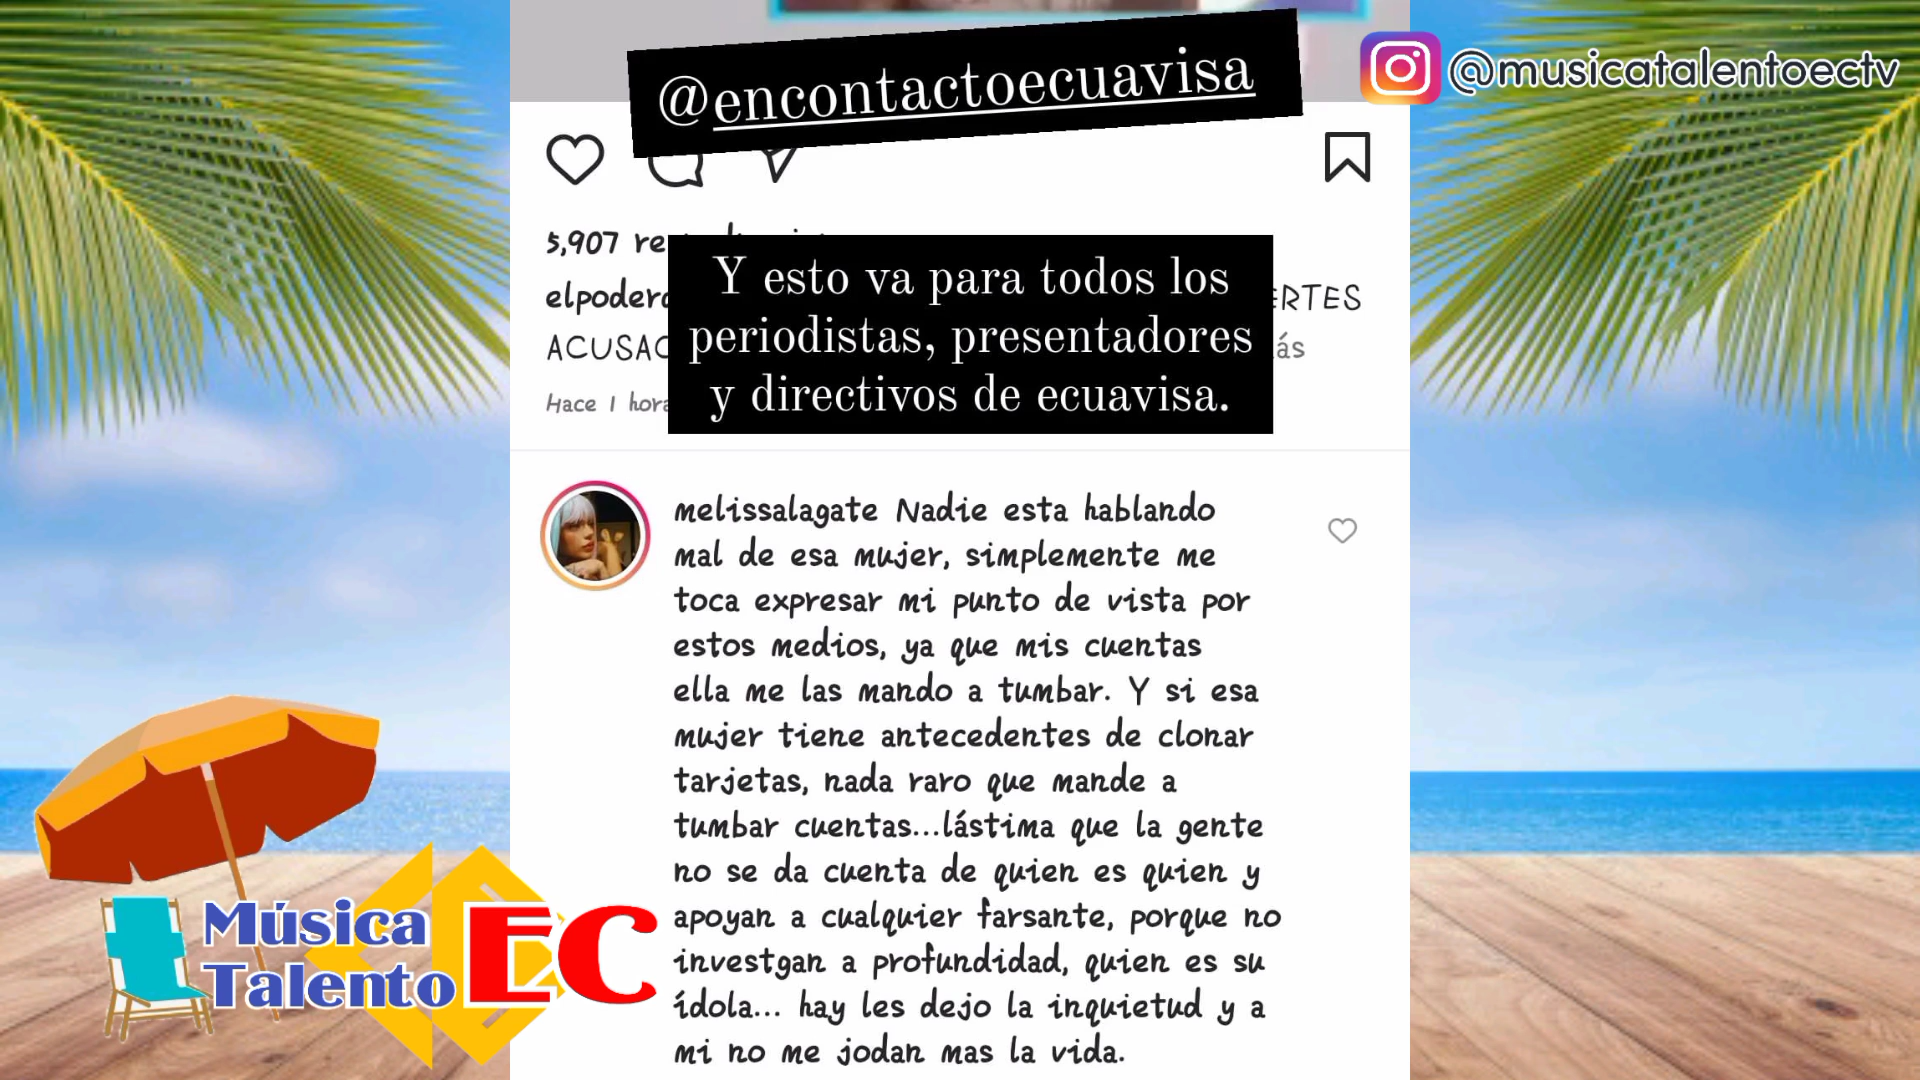 @encontactoecuavisa
@musicatalentoectv
5,907
Y esto va para todos los
periodistas, presentadores
y directivos de ecuavisa.
Hace 1
melissalagate Nadie esta hablando
mal de esa mujer, simplemente me
toca expresar mi punto de vista por
estos medios, ya que mis cuentas
ella me las mando a tumbar. Y si esa
mujer tiene antecedentes de clonar
tarjetas, nada raro que mande a
tumbar cuentas...lástima que la gente
no se da cuenta de quien es quien y
apoyan a cualquier farsante, porque no
investgan a profundidad, quien es su
ídola... hay les dejo la inquietud y a
mi no me jodan mas la vida.
Música
Talento
EC